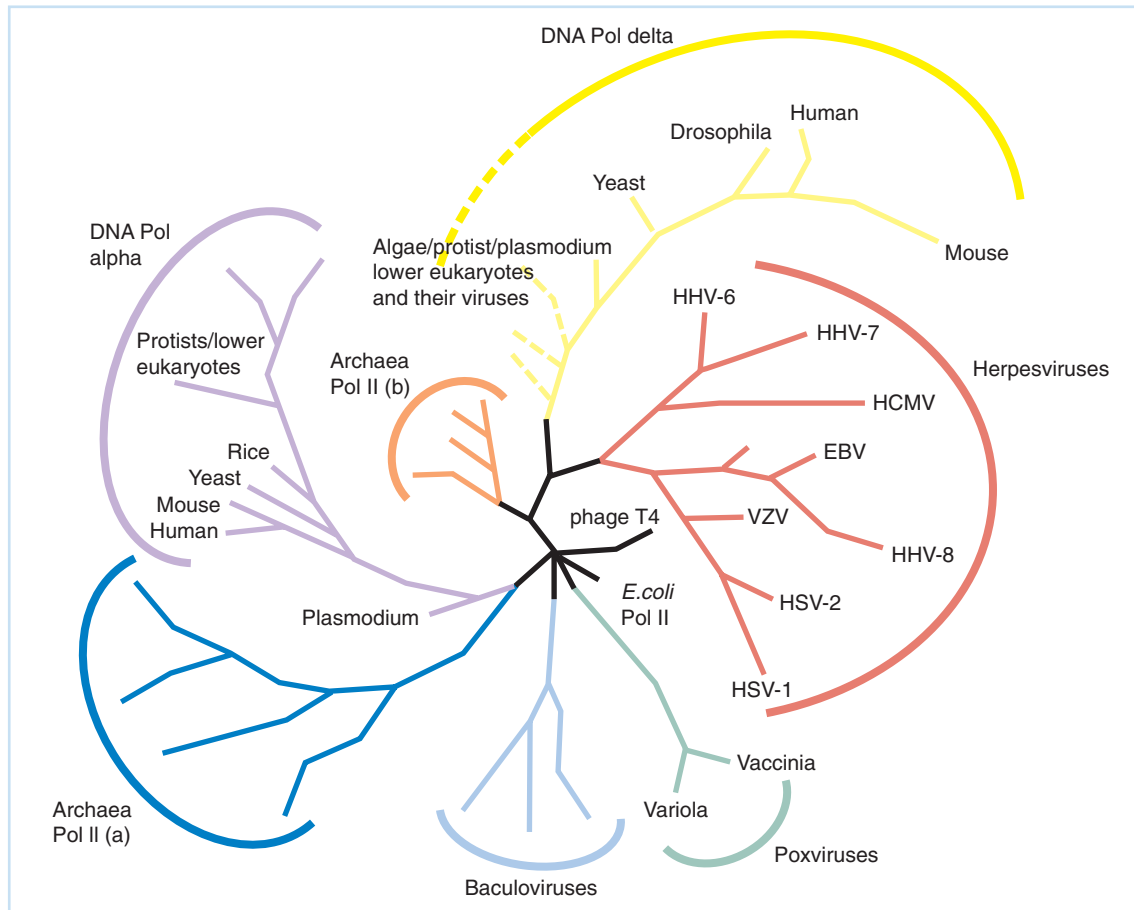 DNA Pol delta
Human
Drosophila
Yeast
Mouse
DNA Pol
alpha
Algae/protist/plasmodium
lower eukaryotes
and their viruses
HHV-6
HHV-7
Herpesviruses
HCMV
EBV
VZV
HHV-8
HSV-2
HSV-1
Protists/lower
eukaryotes
Archaea
Pol II (b)
Rice
Yeast
Mouse
Human
phage T4
E.coli
Pol II
Plasmodium
Archaea
Pol II (a)
Baculoviruses
Vaccinia
Variola
Poxviruses